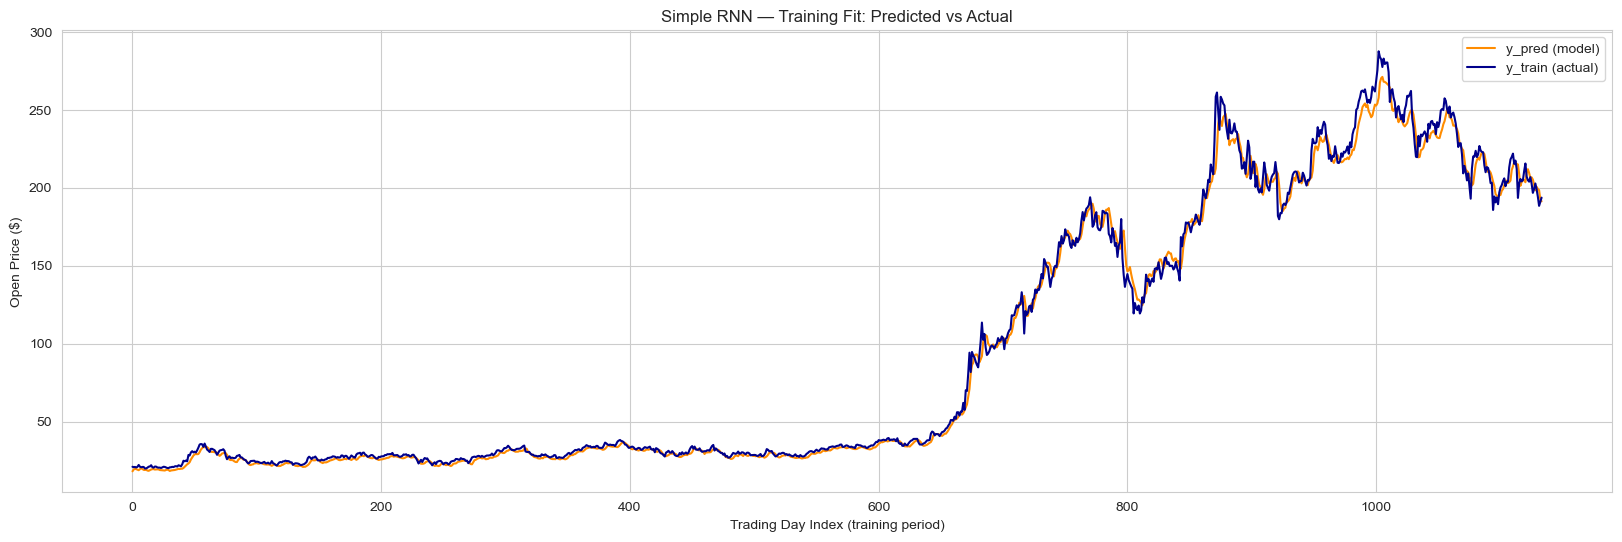 Simple RNN — Training Fit: Predicted vs Actual
y_pred (model)
y_train (actual)
Open Price ($)
300
250
200
150
100
50
0 200 400 600 800 1000
Trading Day Index (training period)